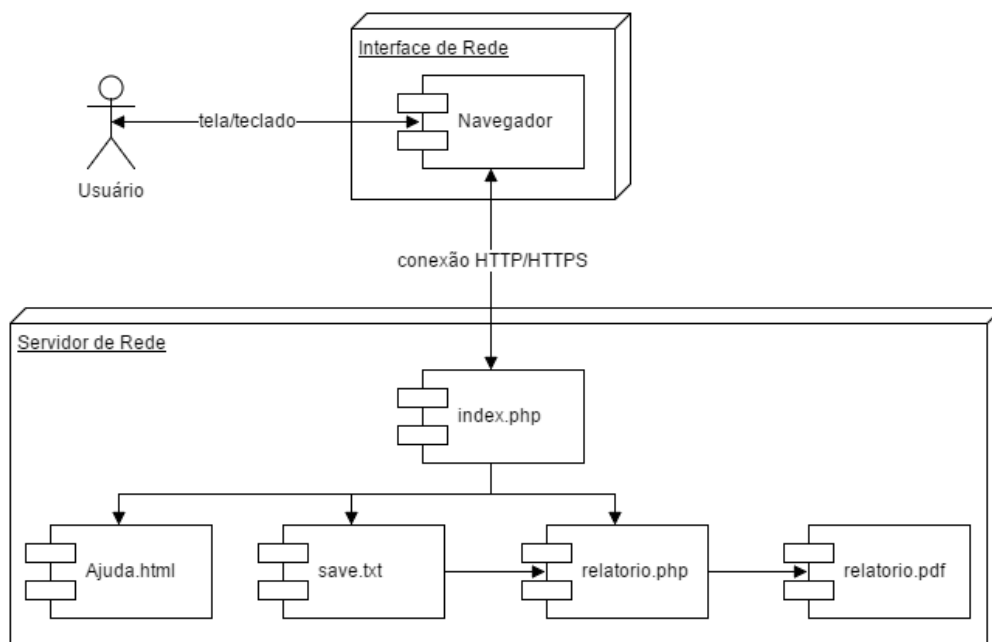 Interface de Rede
Navegador
tela/teclado
Usuário
conexão HTTP/HTTPS
Servidor de Rede
index.php
Ajuda.html
save.txt
relatorio.php
relatorio.pdf